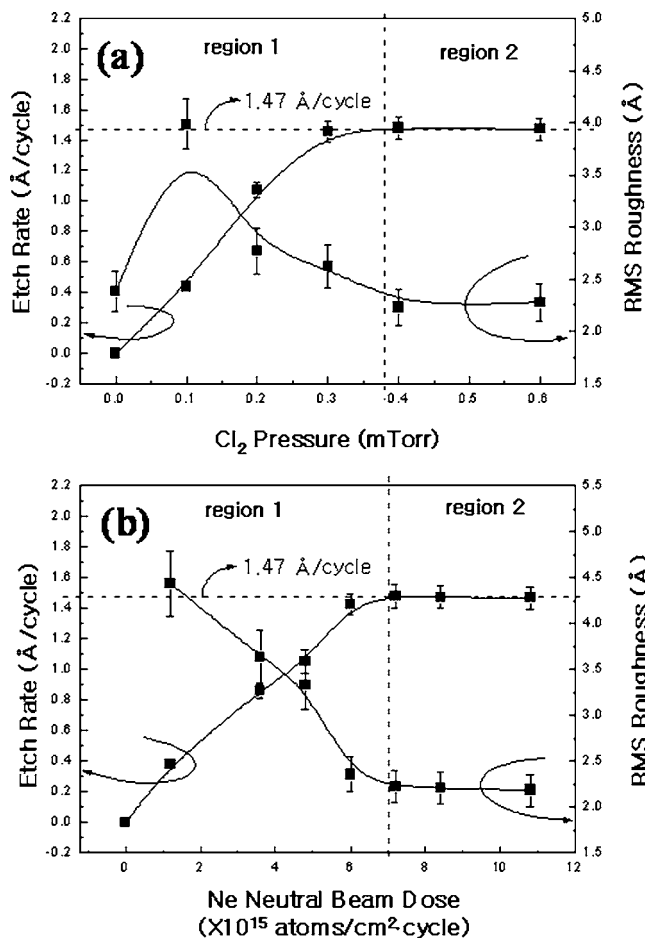 (a)
region 1
region 2
1.47 Å/cycle
Etch Rate (Å/cycle)
2.2
2.0
1.8
1.6
1.4
1.2
1.0
0.8
0.6
0.4
0.2
0.0
-0.2
RMS Roughness (Å)
5.0
4.5
4.0
3.5
3.0
2.5
2.0
1.5
0.0 0.1 0.2 0.3 0.4 0.5 0.6
Cl₂ Pressure (mTorr)
(b)
region 1
region 2
1.47 Å/cycle
Etch Rate (Å/cycle)
2.2
2.0
1.8
1.6
1.4
1.2
1.0
0.8
0.6
0.4
0.2
0.0
-0.2
RMS Roughness (Å)
5.5
5.0
4.5
4.0
3.5
3.0
2.5
2.0
1.5
0 2 4 6 8 10 12
Ne Neutral Beam Dose
(X10¹⁵ atoms/cm²·cycle)